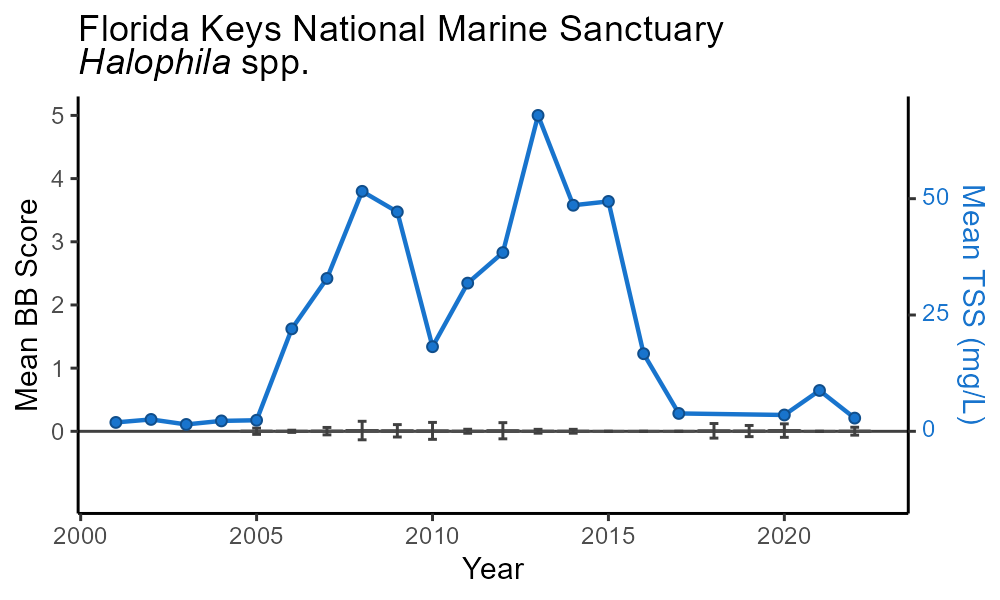 Florida Keys National Marine Sanctuary
Halophila spp.
Mean BB Score
5
4
3
2
1
0
50
25
0
Mean TSS (mg/L)
2000
2005
2010
2015
2020
Year